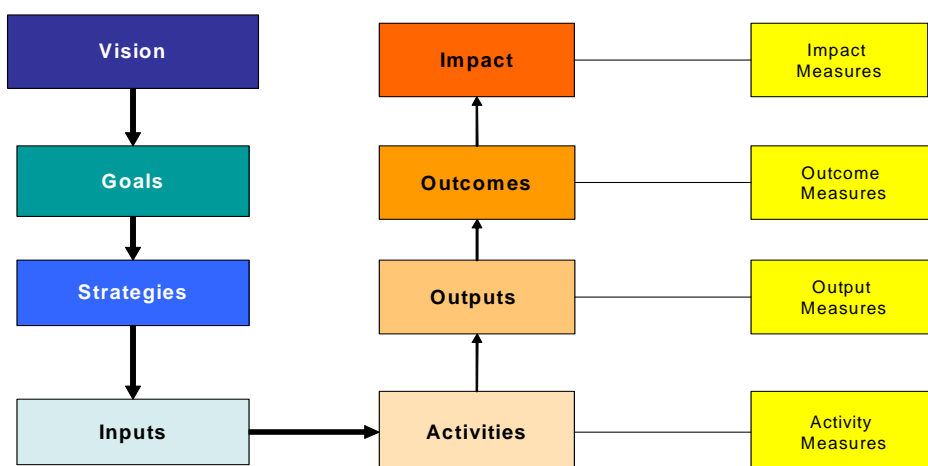 Vision
Impact
Impact
Measures
Goals
Outcomes
Outcome
Measures
Strategies
Outputs
Output
Measures
Inputs
Activities
Activity
Measures